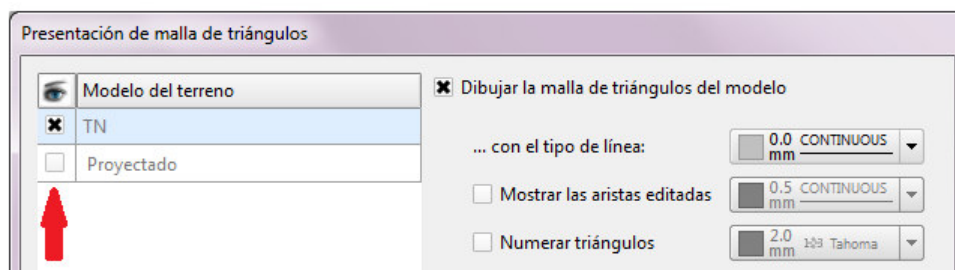 Presentación de malla de triángulos
Modelo del terreno
TN
Proyectado
Dibujar la malla de triángulos del modelo
... con el tipo de línea:
0.0 mm CONTINUOUS
Mostrar las aristas editadas
0.5 mm CONTINUOUS
Numerar triángulos
2.0 mm 123 Tahoma